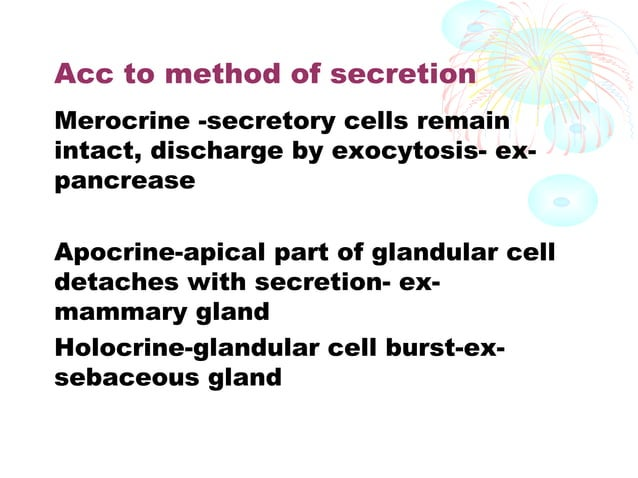 Acc to method of secretion
Merocrine -secretory cells remain
intact, discharge by exocytosis- ex-
pancrease
Apocrine-apical part of glandular cell
detaches with secretion- ex-
mammary gland
Holocrine-glandular cell burst-ex-
sebaceous gland